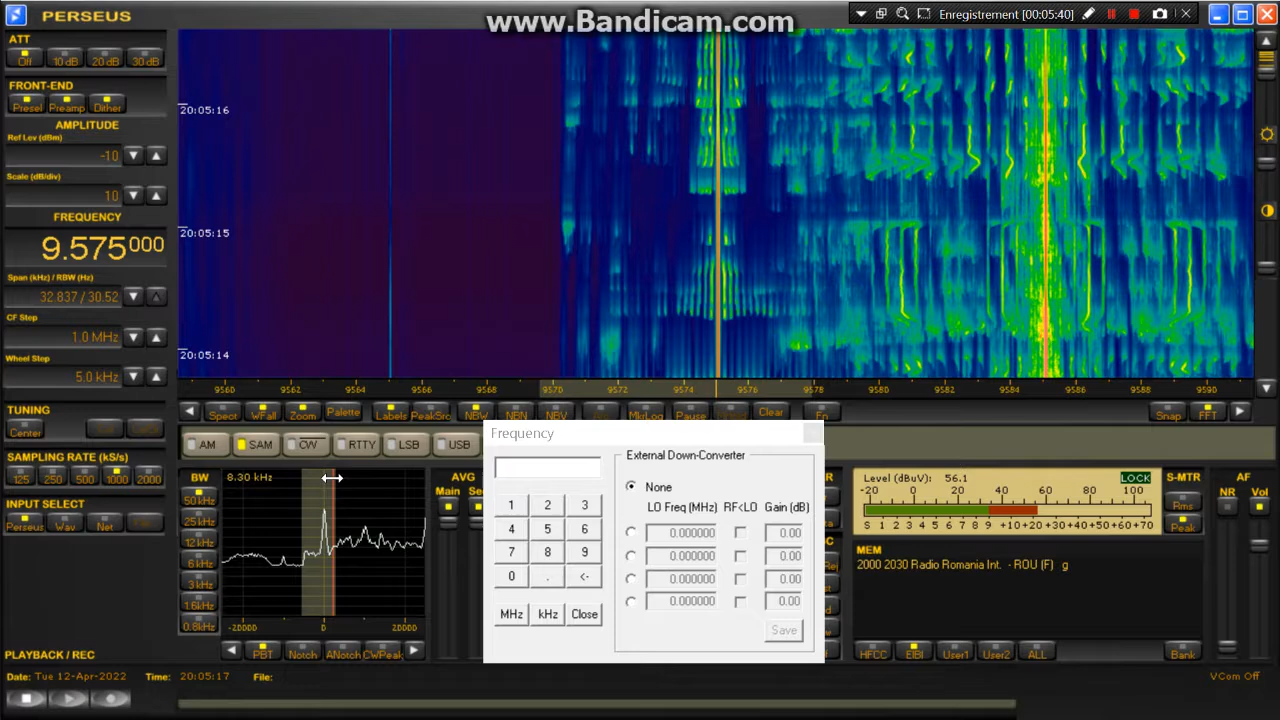 PERSEUS
www.Bandicam.com
Enregistrement [00:05:40]
ATT
Off 10 dB 20 dB 30 dB
FRONT-END
Presel Preamp Dither
AMPLITUDE
Ref Lev (dBm)
-10
Scale (dB/div)
10
FREQUENCY
9.575000
Span (kHz) / RBW (Hz)
32.837 / 30.52
CF Step
1.0 MHz
Wheel Step
5.0 kHz
TUNING
Center
SAMPLING RATE (kS/s)
125 250 500 1000 2000
INPUT SELECT
Perseus Wav Net
20:05:16
20:05:15
20:05:14
9560 9562 9564 9566 9568 9570 9572 9574 9576 9578 9580 9582 9584 9586 9588 9590
Spect WFall Zoom Palette Labels PeakSrc NBW NBN NBV MkrLog Pause Clear Fn Snap FFT
AM SAM CW RTTY LSB USB
BW
50 kHz
25 kHz
12 kHz
6 kHz
3 kHz
1.6kHz
0.8kHz
8.30 kHz
-20000 0 20000
PBT Notch ANotch CWPeak
AVG
Main
Frequency
1 2 3
4 5 6
7 8 9
0 . <-
MHz kHz Close
External Down-Converter
None
LO Freq (MHz) RF<LO Gain (dB)
0.000000 0.00
0.000000 0.00
0.000000 0.00
0.000000 0.00
Save
Level (dBuV) : 56.1 LOCK
-20 0 20 40 60 80 100
S 1 3 5 7 9 +10 +20 +30 +40 +50 +60 +70
S-MTR
Rms
Peak
AF
NR Vol
MEM
2000 2030 Radio Romania Int. - ROU (F) g
HFCC EIBI User1 User2 ALL Bank
PLAYBACK / REC
Date: Tue 12-Apr-2022 Time: 20:05:17 File:
VCom Off